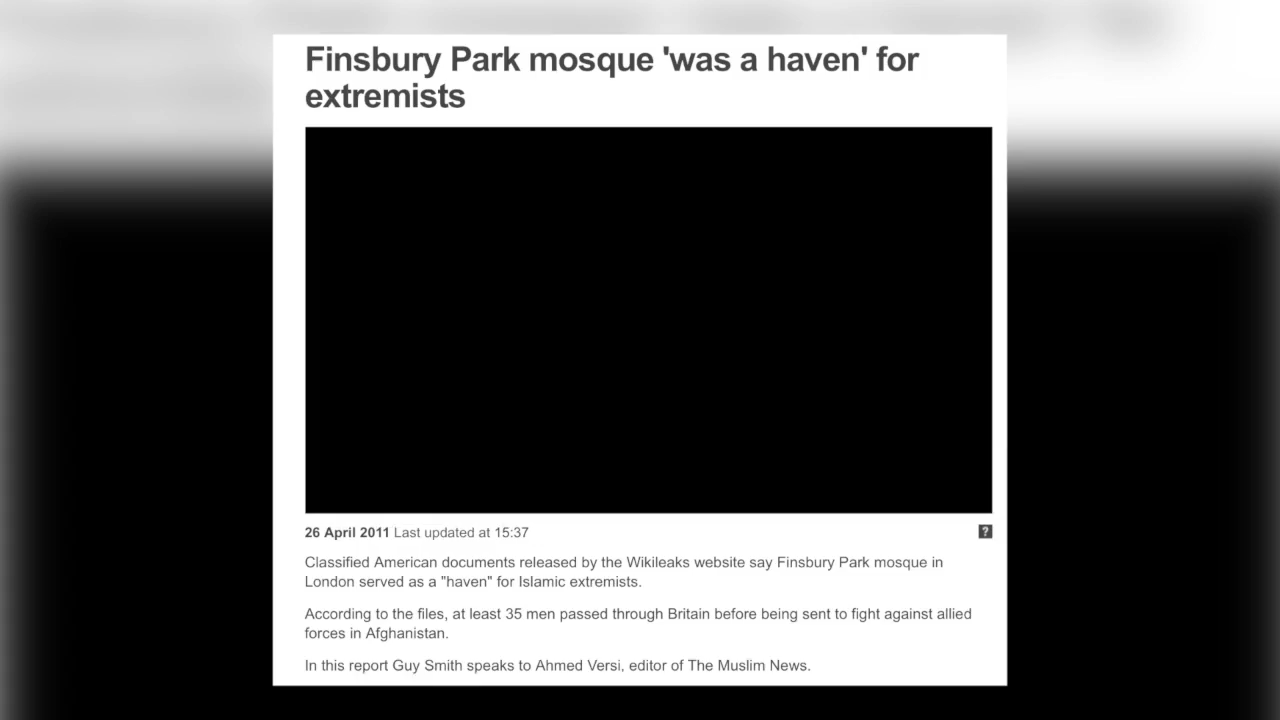 Finsbury Park mosque 'was a haven' for
extremists
26 April 2011 Last updated at 15:37
?
Classified American documents released by the Wikileaks website say Finsbury Park mosque in
London served as a "haven" for Islamic extremists.
According to the files, at least 35 men passed through Britain before being sent to fight against allied
forces in Afghanistan.
In this report Guy Smith speaks to Ahmed Versi, editor of The Muslim News.